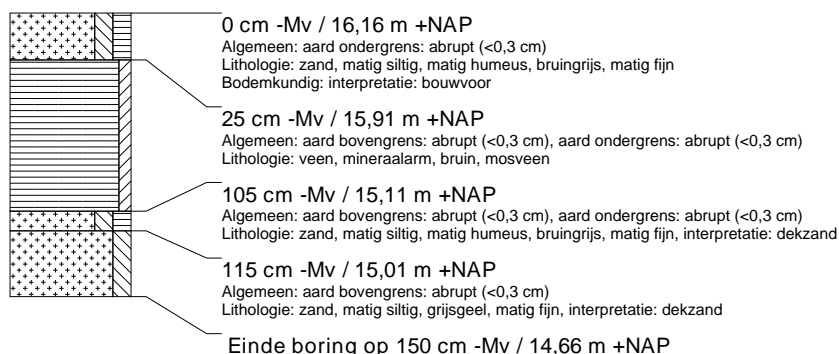 0 cm -Mv / 16,16 m +NAP
Algemeen: aard ondergrens: abrupt (<0,3 cm)
Lithologie: zand, matig siltig, matig humeus, bruingrijs, matig fijn
Bodemkundig: interpretatie: bouwvoor
25 cm -Mv / 15,91 m +NAP
Algemeen: aard bovengrens: abrupt (<0,3 cm), aard ondergrens: abrupt (<0,3 cm)
Lithologie: veen, mineraalarm, bruin, mosveen
105 cm -Mv / 15,11 m +NAP
Algemeen: aard bovengrens: abrupt (<0,3 cm), aard ondergrens: abrupt (<0,3 cm)
Lithologie: zand, matig siltig, matig humeus, bruingrijs, matig fijn, interpretatie: dekzand
115 cm -Mv / 15,01 m +NAP
Algemeen: aard bovengrens: abrupt (<0,3 cm)
Lithologie: zand, matig siltig, grijsgeel, matig fijn, interpretatie: dekzand
Einde boring op 150 cm -Mv / 14,66 m +NAP